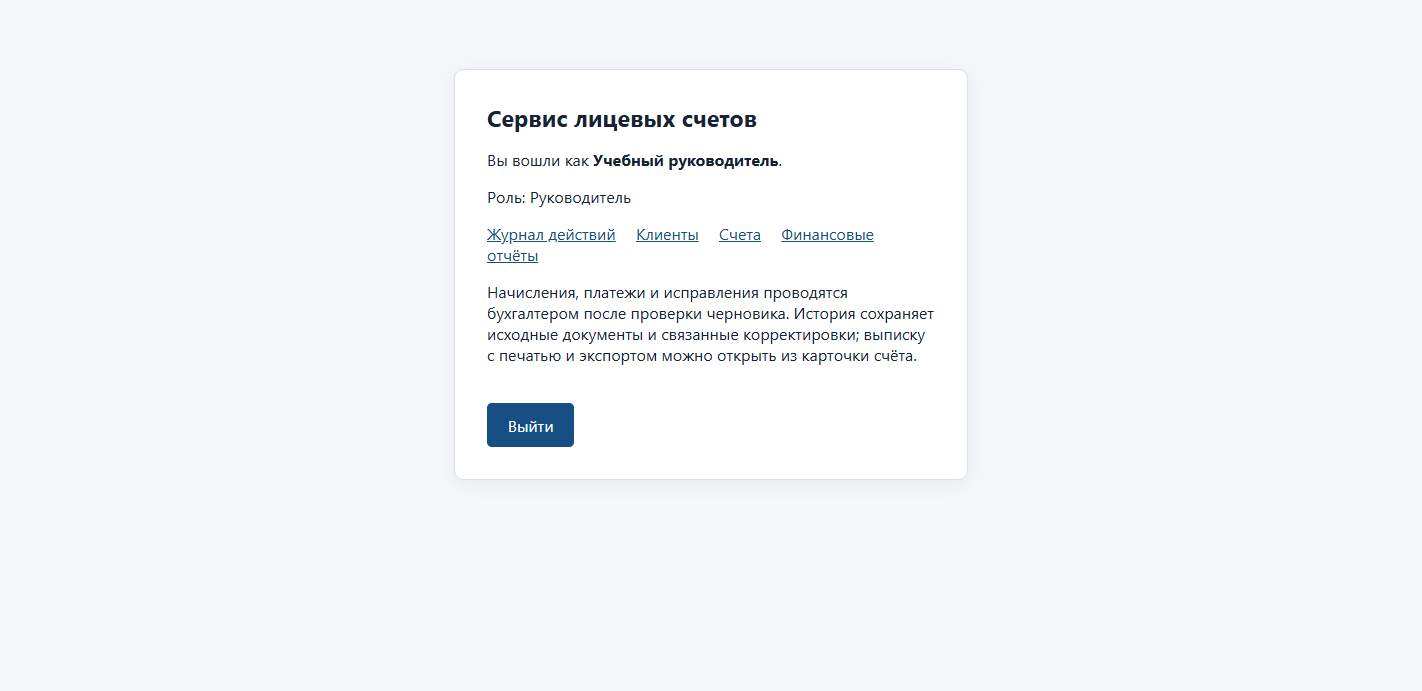 Сервис лицевых счетов
Вы вошли как Учебный руководитель.
Роль: Руководитель
Журнал действий Клиенты Счета Финансовые
отчёты
Начисления, платежи и исправления проводятся
бухгалтером после проверки черновика. История сохраняет
исходные документы и связанные корректировки; выписку
с печатью и экспортом можно открыть из карточки счёта.
Выйти